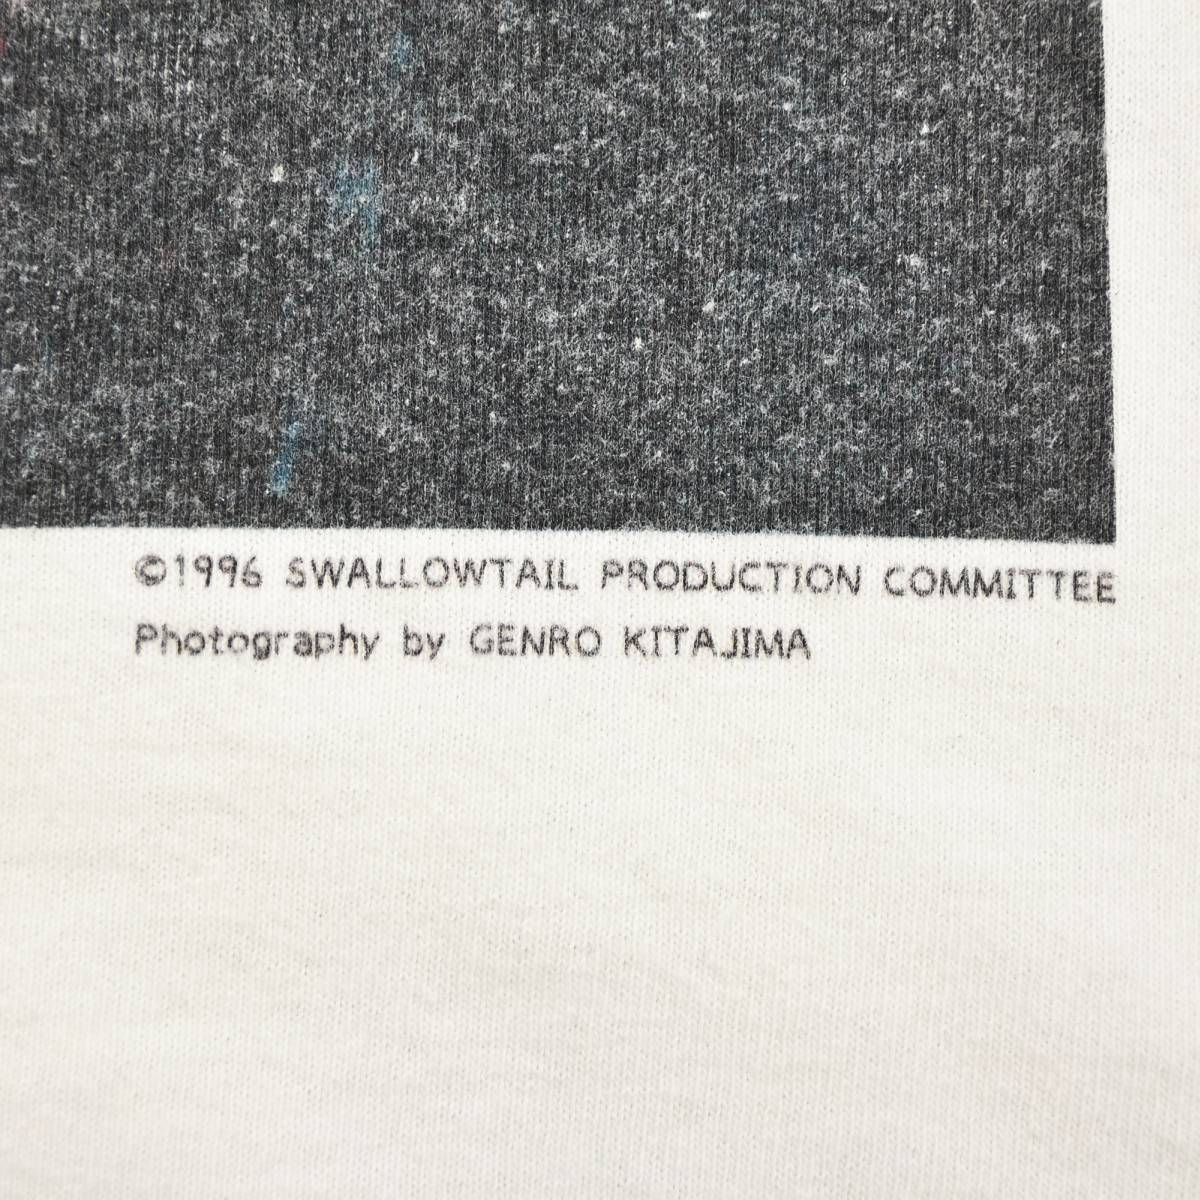 ©1996 SWALLOWTAIL PRODUCTION COMMITTEE
Photography by GENRO KITAJIMA